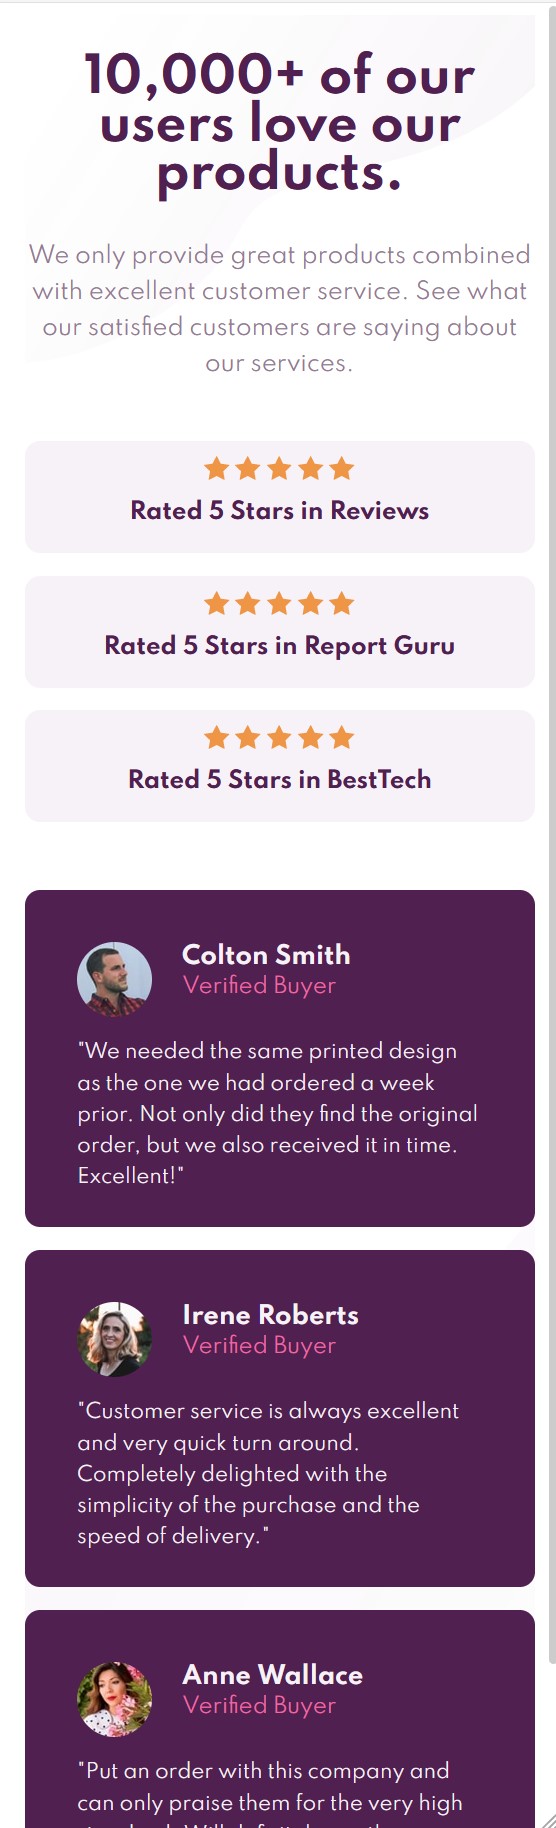 10,000+ of our
users love our
products.
We only provide great products combined
with excellent customer service. See what
our satisfied customers are saying about
our services.
Rated 5 Stars in Reviews
Rated 5 Stars in Report Guru
Rated 5 Stars in BestTech
Colton Smith
Verified Buyer
"We needed the same printed design
as the one we had ordered a week
prior. Not only did they find the original
order, but we also received it in time.
Excellent!"
Irene Roberts
Verified Buyer
"Customer service is always excellent
and very quick turn around.
Completely delighted with the
simplicity of the purchase and the
speed of delivery."
Anne Wallace
Verified Buyer
"Put an order with this company and
can only praise them for the very high